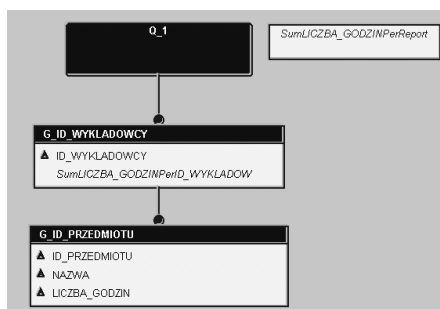 Q_1
SumLICZBA_GODZINPerReport
G_ID_WYKLADOWCY
ID_WYKLADOWCY
SumLICZBA_GODZINPerID_WYKLADOW
G_ID_PRZEDMIOTU
ID_PRZEDMIOTU
NAZWA
LICZBA_GODZIN